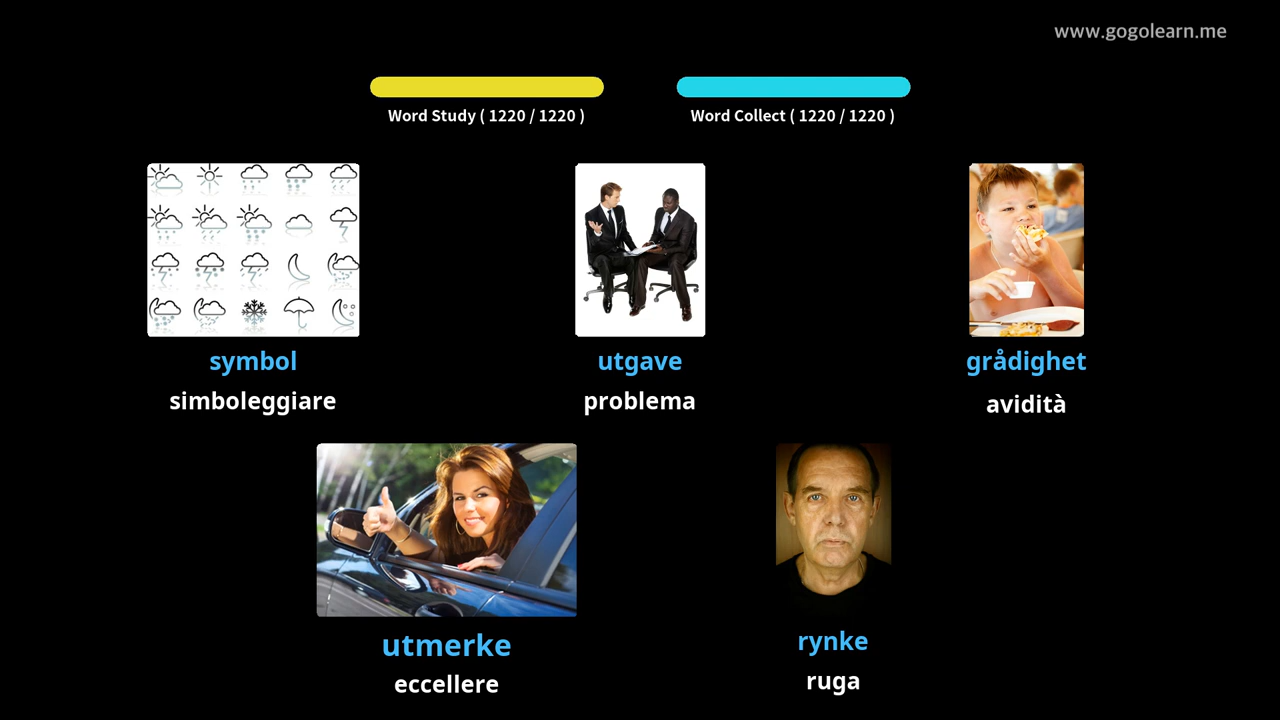 www.gogolearn.me
Word Study ( 1220 / 1220 )
Word Collect ( 1220 / 1220 )
symbol
simboleggiare
utgave
problema
grådighet
avidità
utmerke
eccellere
rynke
ruga